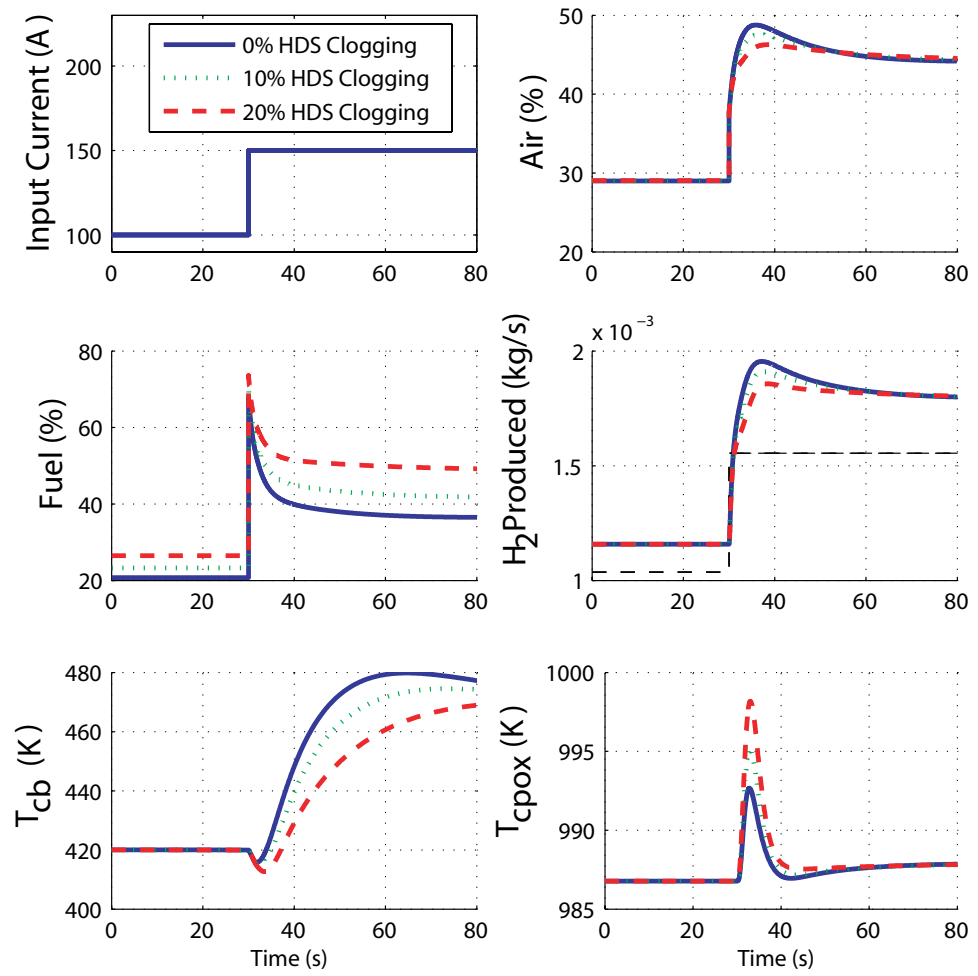 Input Current (A)
200
150
100
0% HDS Clogging
10% HDS Clogging
20% HDS Clogging
0 20 40 60 80
Air (%)
50
40
30
20
0 20 40 60 80
Fuel (%)
80
60
40
20
0 20 40 60 80
H2Produced (kg/s)
x 10 −3
2
1.5
1
0 20 40 60 80
Tcb (K)
480
460
440
420
400
0 20 40 60 80
Time (s)
Tcpox (K)
1000
995
990
985
0 20 40 60 80
Time (s)